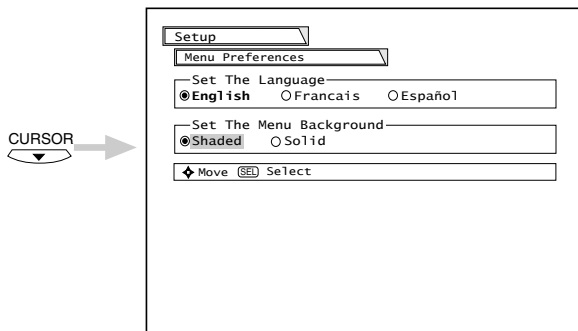 Setup
Menu Preferences
Set The Language
English Francais Español
Set The Menu Background
Shaded Solid
CURSOR
Move SEL Select